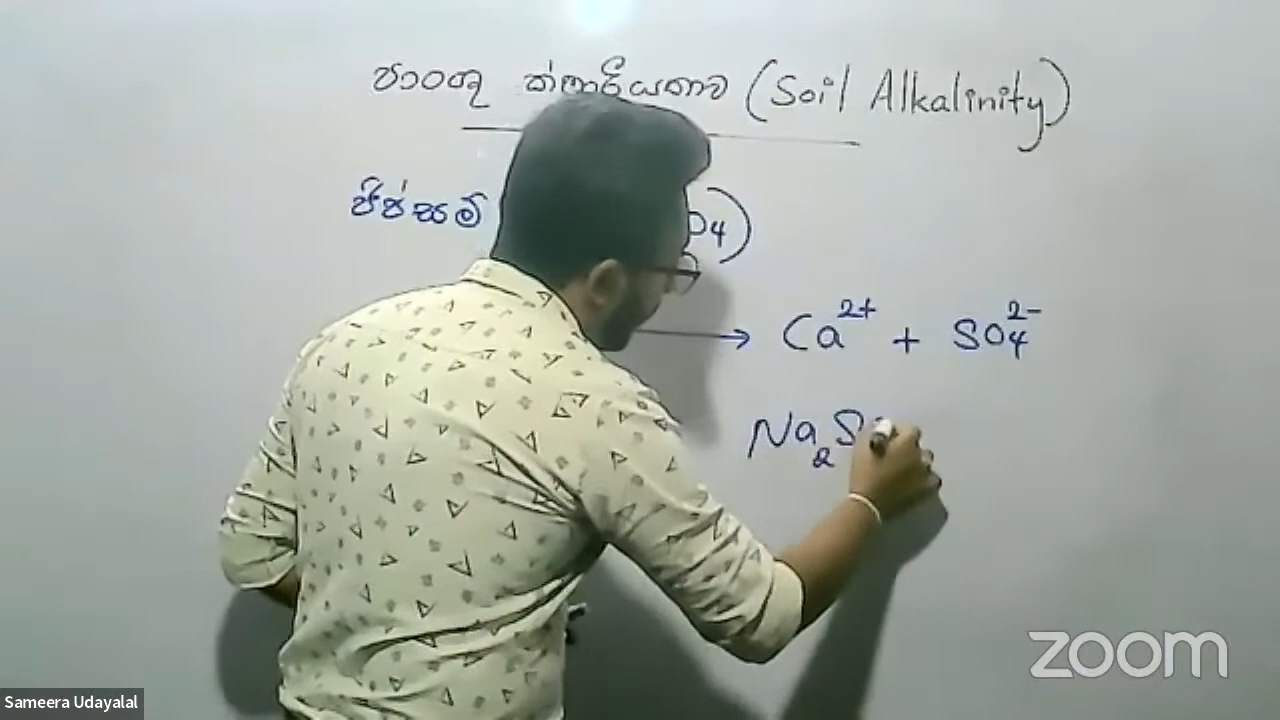 පාංශු ක්ෂාරීයතාව (Soil Alkalinity)
ජිප්සම් O4)
→ Ca²⁺ + SO₄²⁻
Na₂S
zoom
Sameera Udayalal